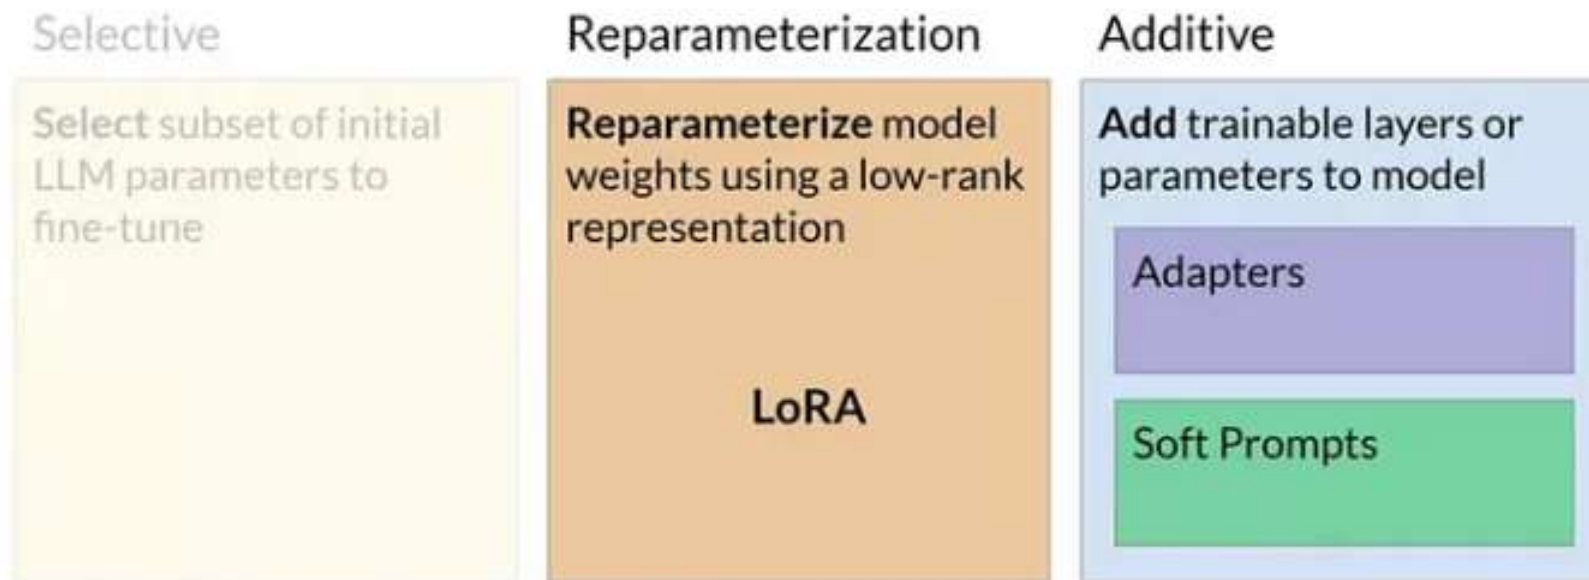 Selective
Select subset of initial
LLM parameters to
fine-tune
Reparameterization
Reparameterize model
weights using a low-rank
representation
LoRA
Additive
Add trainable layers or
parameters to model
Adapters
Soft Prompts